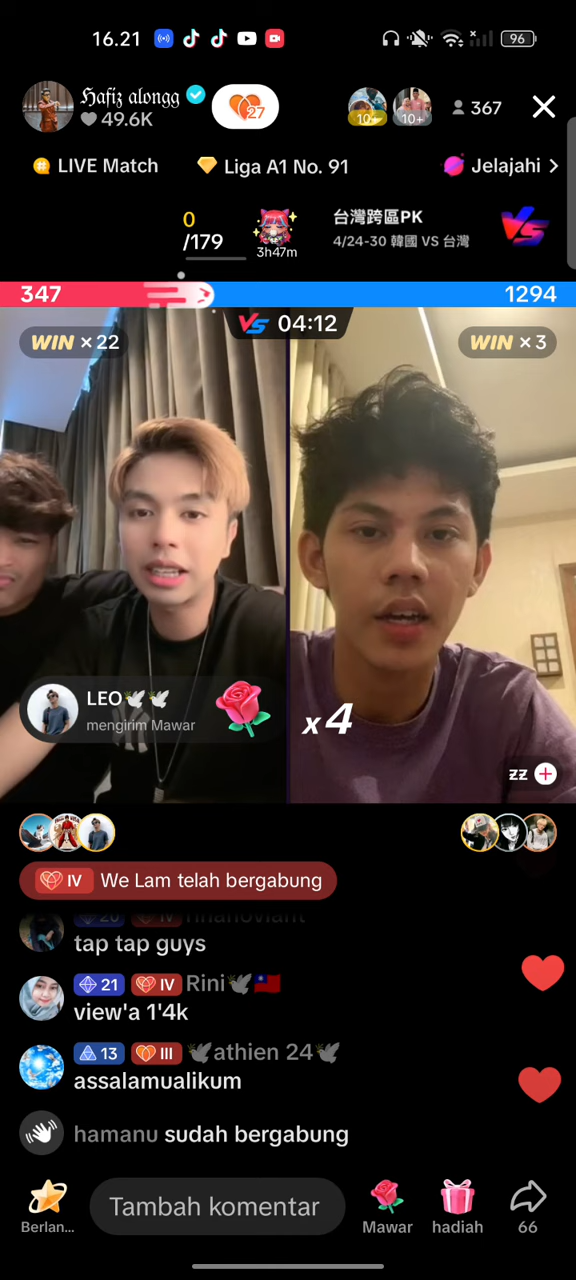 16.21
96
Hafiz alongg
49.6K
27
10+
10+
367
LIVE Match
Liga A1 No. 91
Jelajahi >
0
/179
3h47m
台灣跨區PK
4/24-30 韓國 VS 台灣
VS
347
1294
VS 04:12
WIN ×22
WIN ×3
LEO
mengirim Mawar
x4
zz
IV We Lam telah bergabung
20 IV
tap tap guys
21 IV Rini
view'a 1'4k
13 III athien 24
assalamualikum
hamanu sudah bergabung
Berlan...
Tambah komentar
Mawar
hadiah
66